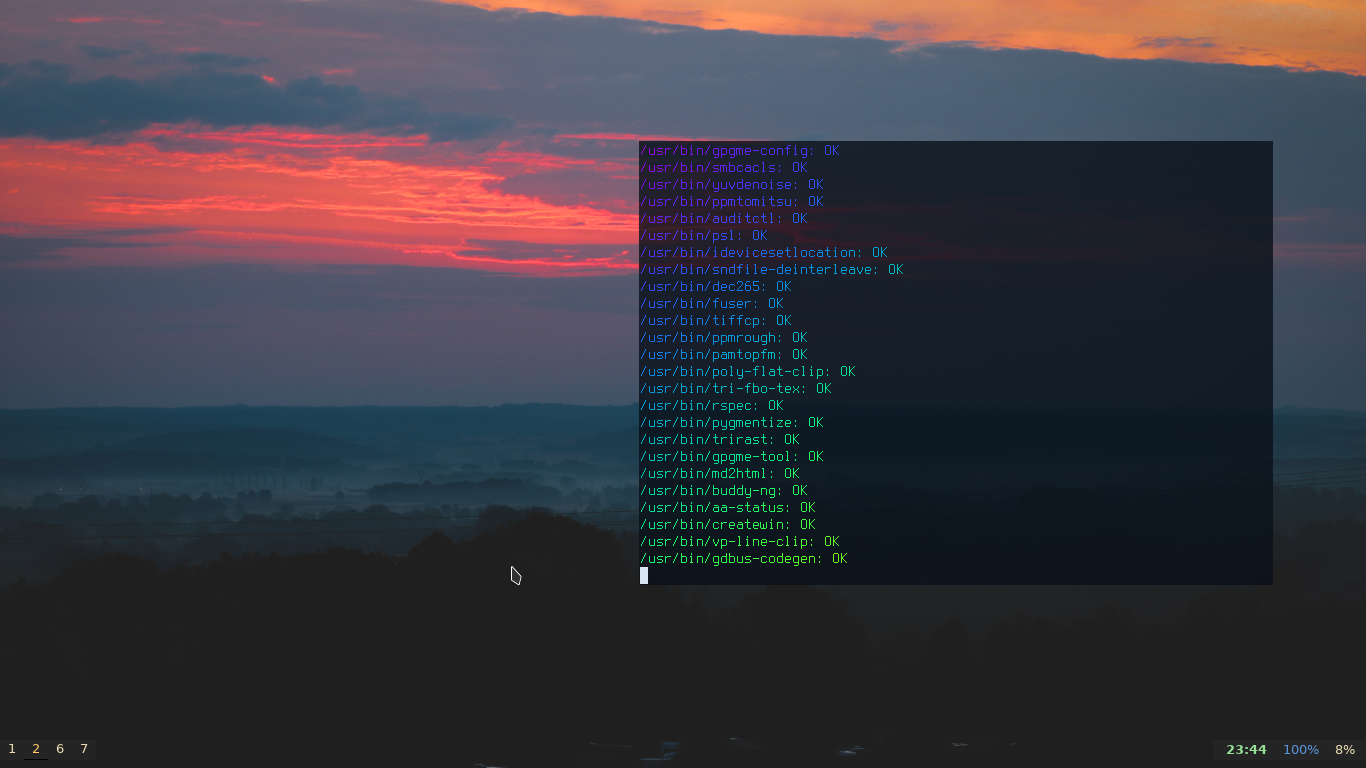 /usr/bin/gpgme-config: OK
/usr/bin/smbcacls: OK
/usr/bin/yuvdenoise: OK
/usr/bin/ppmtomitsu: OK
/usr/bin/auditctl: OK
/usr/bin/psl: OK
/usr/bin/idevicesetlocation: OK
/usr/bin/sndfile-deinterleave: OK
/usr/bin/dec265: OK
/usr/bin/fuser: OK
/usr/bin/tiffcp: OK
/usr/bin/ppmrough: OK
/usr/bin/pamtopfm: OK
/usr/bin/poly-flat-clip: OK
/usr/bin/tri-fbo-tex: OK
/usr/bin/rspec: OK
/usr/bin/pygmentize: OK
/usr/bin/trirast: OK
/usr/bin/gpgme-tool: OK
/usr/bin/md2html: OK
/usr/bin/buddy-ng: OK
/usr/bin/aa-status: OK
/usr/bin/createwin: OK
/usr/bin/vp-line-clip: OK
/usr/bin/gdbus-codegen: OK
1 2 6 7 23:44 100% 8%